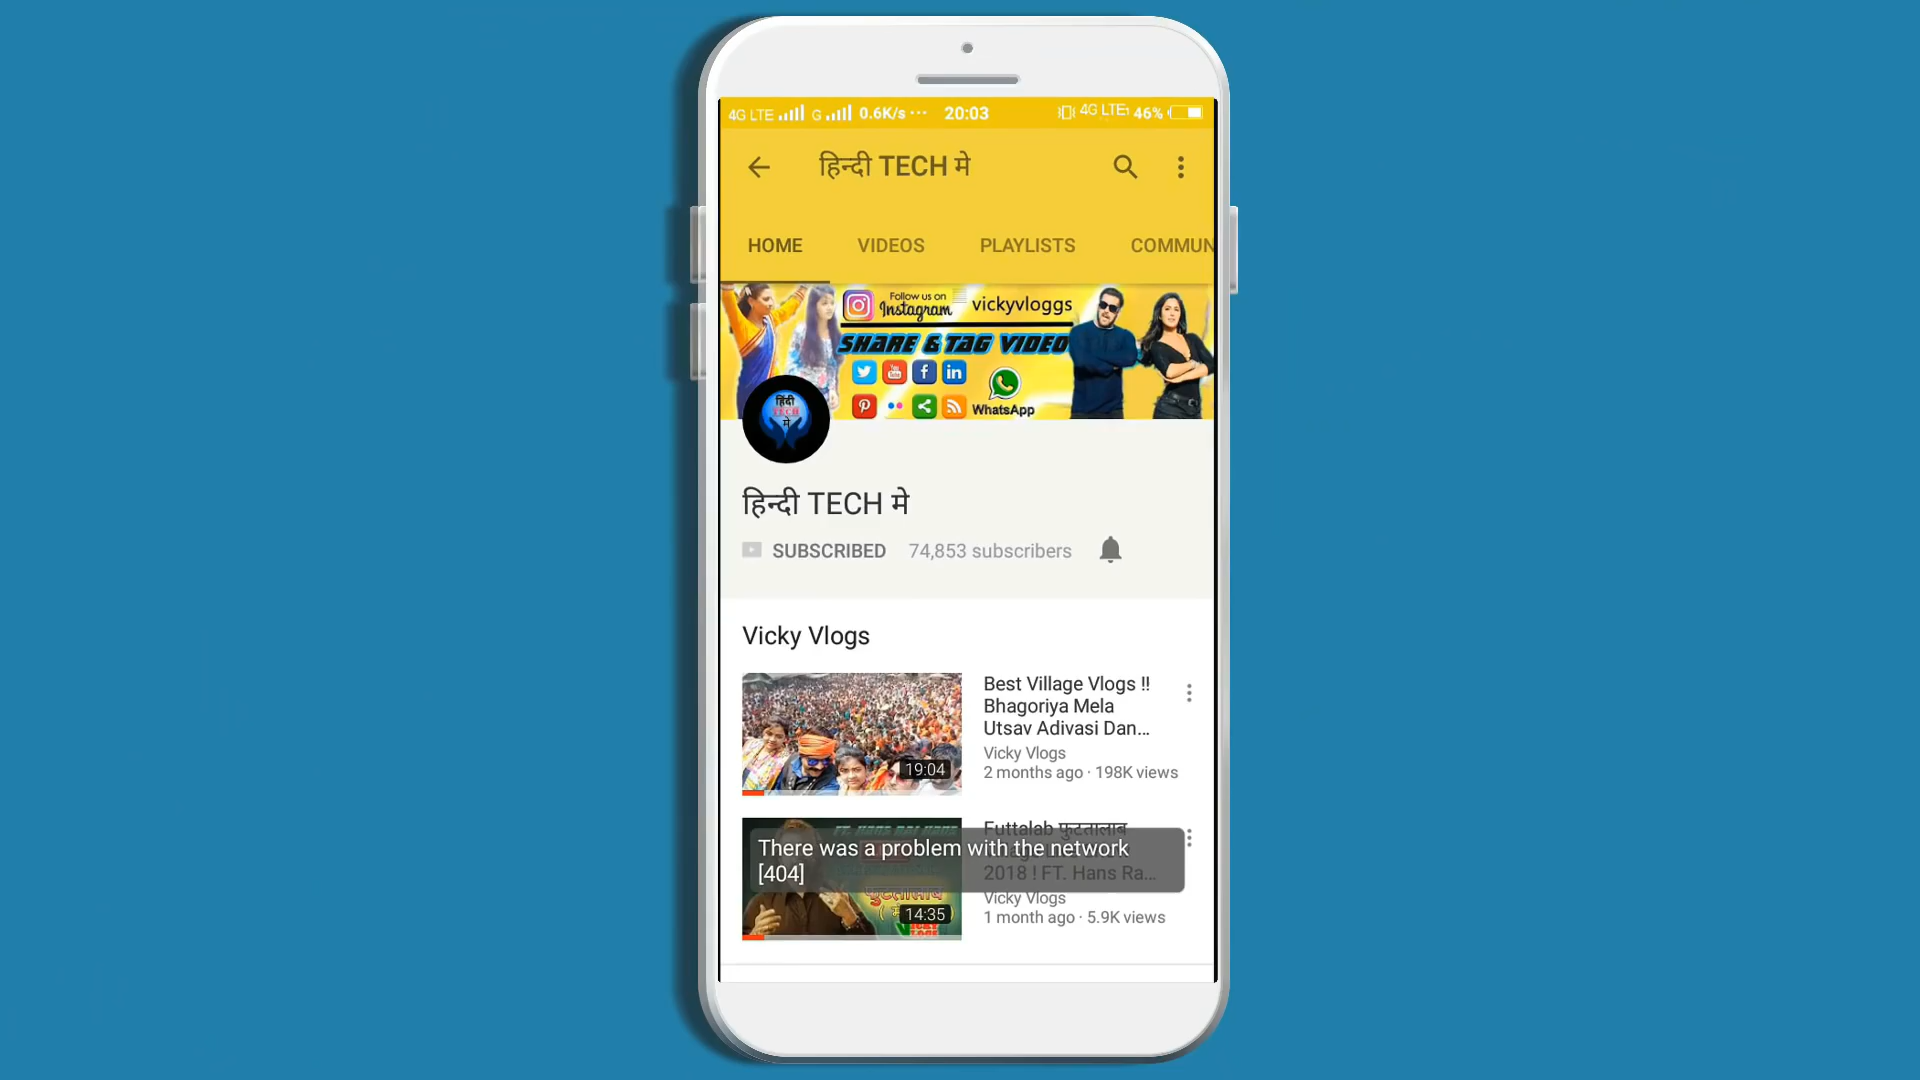 4G LTE G 0.6K/s ··· 20:03 4G LTE 46%
हिन्दी TECH मे
HOME VIDEOS PLAYLISTS COMMUN
Follow us on
Instagram vickyvloggs
SHARE & TAG VIDEO
You
WhatsApp
हिंदी
TECH
मे
हिन्दी TECH मे
SUBSCRIBED 74,853 subscribers
Vicky Vlogs
Best Village Vlogs !!
Bhagoriya Mela
Utsav Adivasi Dan...
Vicky Vlogs
2 months ago · 198K views
19:04
Futtalab फुटतालाब
2018 ! FT. Hans Ra...
Vicky Vlogs
1 month ago · 5.9K views
फुटतालाब
14:35
There was a problem with the network
[404]